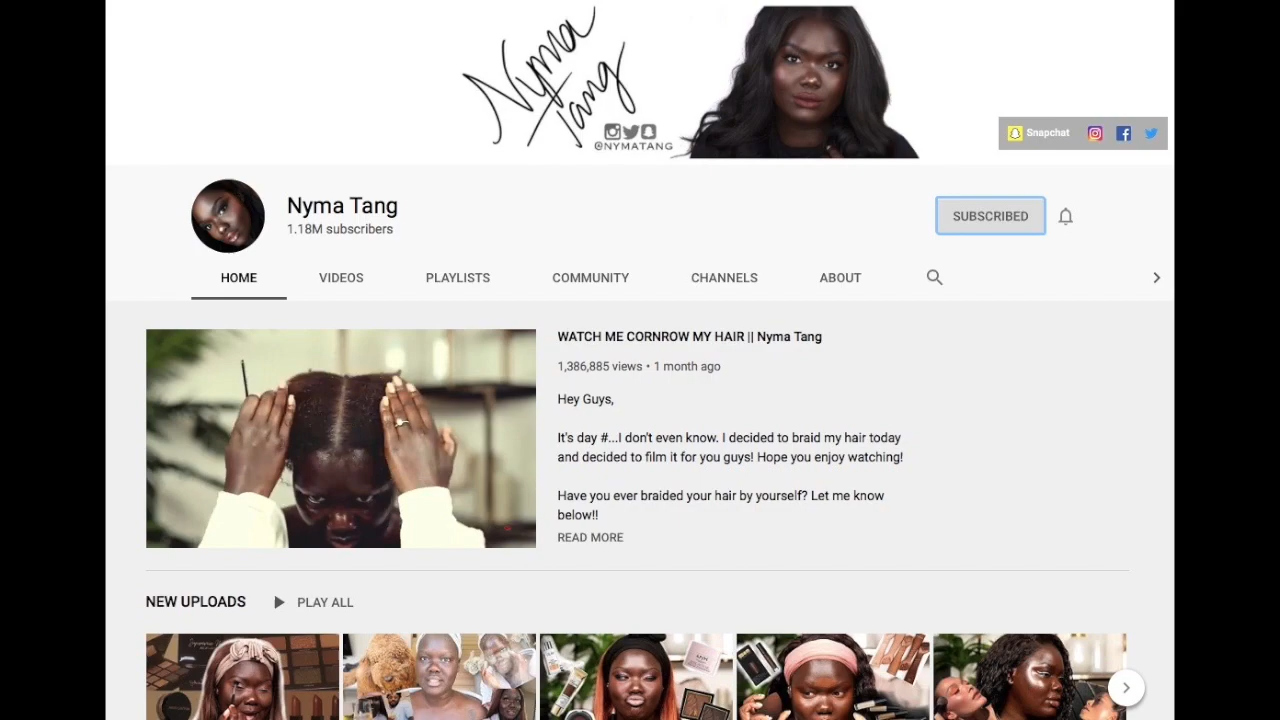 Nyma
Tang
@NYMATANG
Snapchat
Nyma Tang
1.18M subscribers
SUBSCRIBED
HOME VIDEOS PLAYLISTS COMMUNITY CHANNELS ABOUT
WATCH ME CORNROW MY HAIR || Nyma Tang
1,386,885 views • 1 month ago
Hey Guys,
It's day #...I don't even know. I decided to braid my hair today
and decided to film it for you guys! Hope you enjoy watching!
Have you ever braided your hair by yourself? Let me know
below!!
READ MORE
NEW UPLOADS PLAY ALL